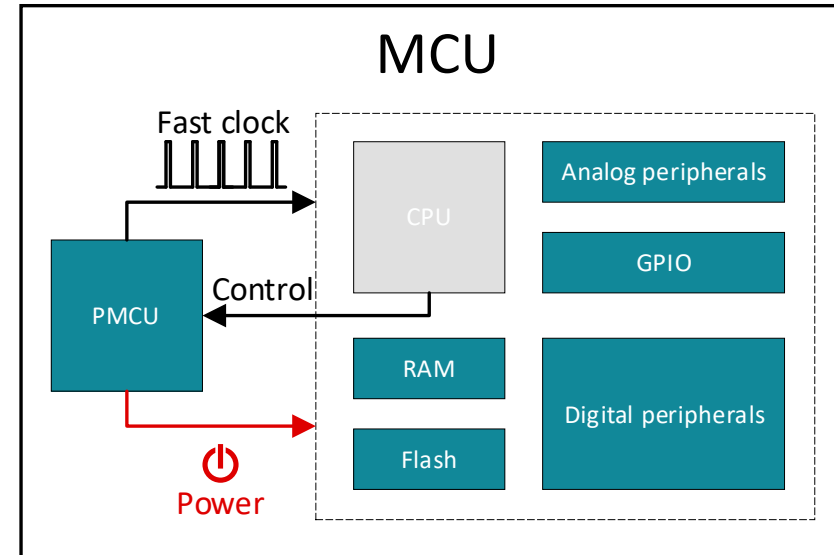 MCU
Fast clock
CPU
Analog peripherals
GPIO
Control
PMCU
RAM
Digital peripherals
Flash
Power